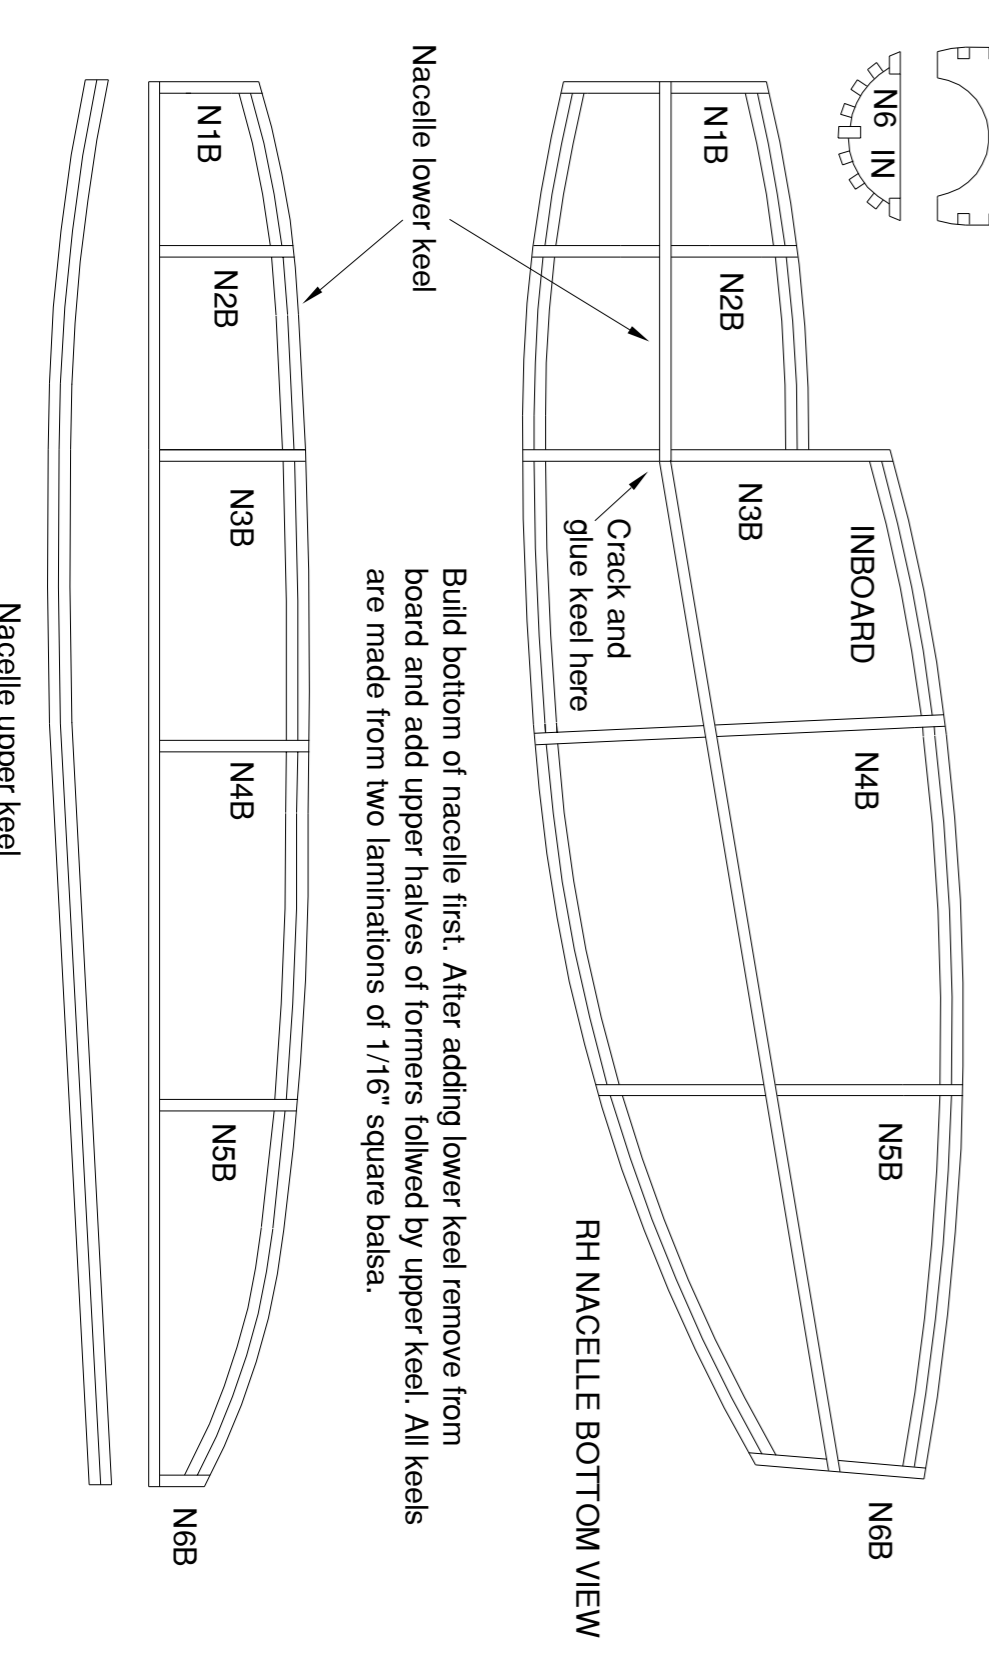 N6 IN
N1B
N2B
N3B
INBOARD
N4B
N5B
N6B
Crack and
glue keel here
RH NACELLE BOTTOM VIEW
Nacelle lower keel
Build bottom of nacelle first. After adding lower keel remove from
board and add upper halves of formers follwed by upper keel. All keels
are made from two laminations of 1/16" square balsa.
N1B
N2B
N3B
N4B
N5B
N6B
Nacelle upper keel